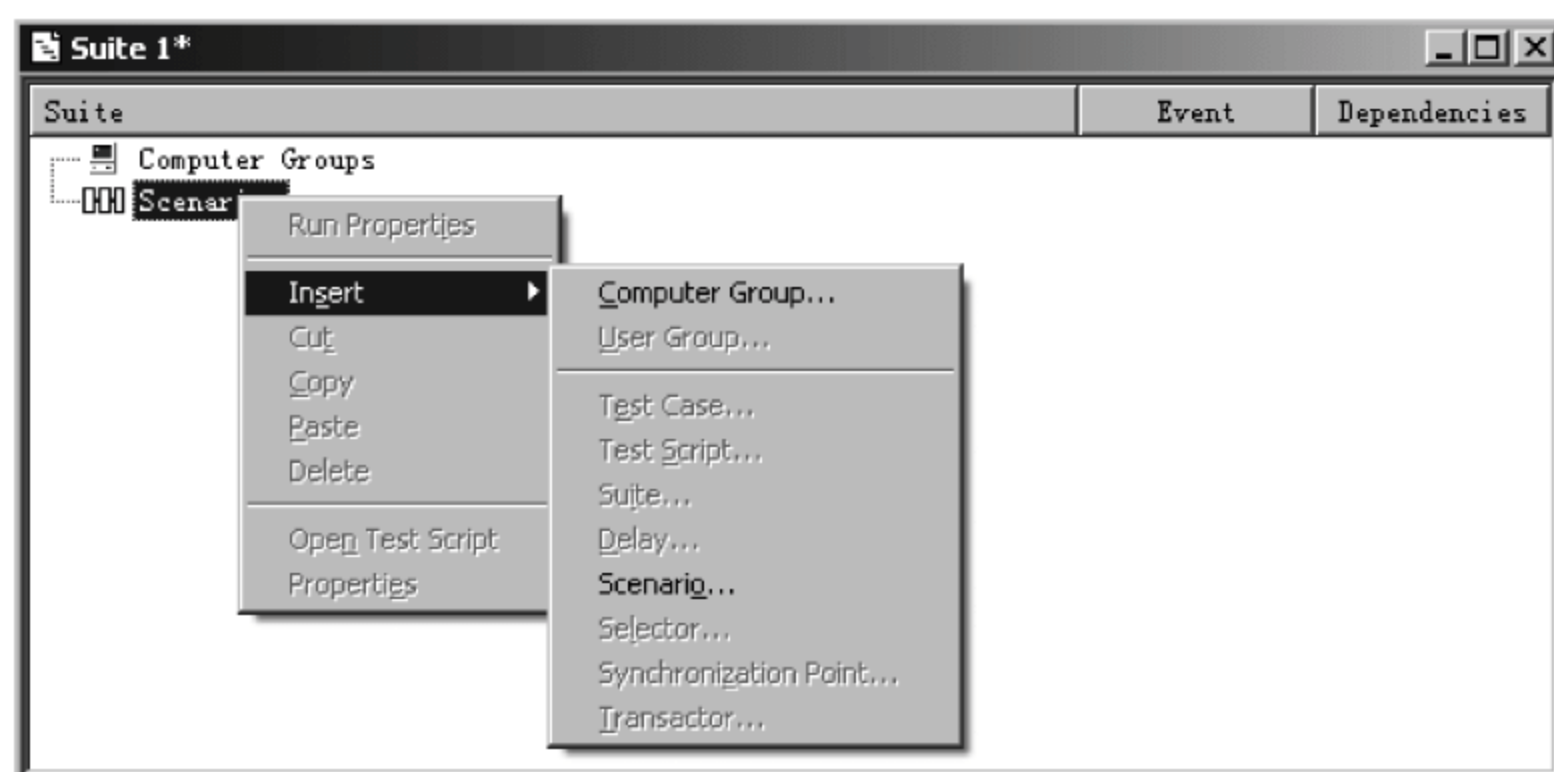 Suite 1*
Suite Event Dependencies
Computer Groups
Scenar
Run Properties
Insert
Cut
Copy
Paste
Delete
Open Test Script
Properties
Computer Group...
User Group...
Test Case...
Test Script...
Suite...
Delay...
Scenario...
Selector...
Synchronization Point...
Transactor...